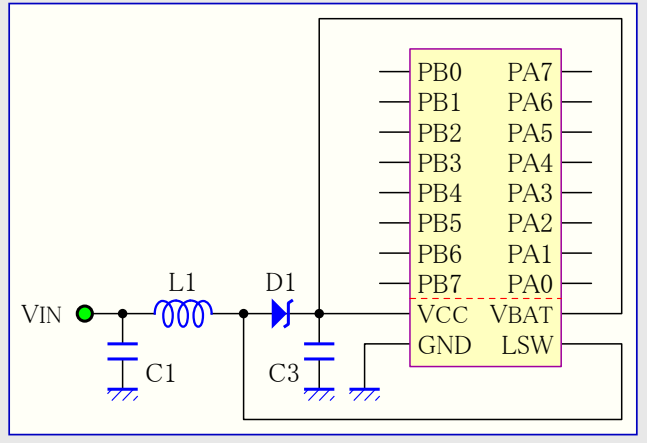 PB0 PA7
PB1 PA6
PB2 PA5
PB3 PA4
PB4 PA3
PB5 PA2
PB6 PA1
L1 D1 PB7 PA0
VIN VCC VBAT
GND LSW
C1 C3